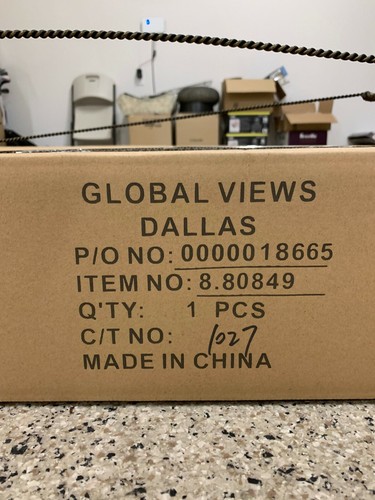 GLOBAL VIEWS
DALLAS
P/O NO: 0000018665
ITEM NO: 8.80849
Q'TY: 1 PCS
C/T NO: 1027
MADE IN CHINA